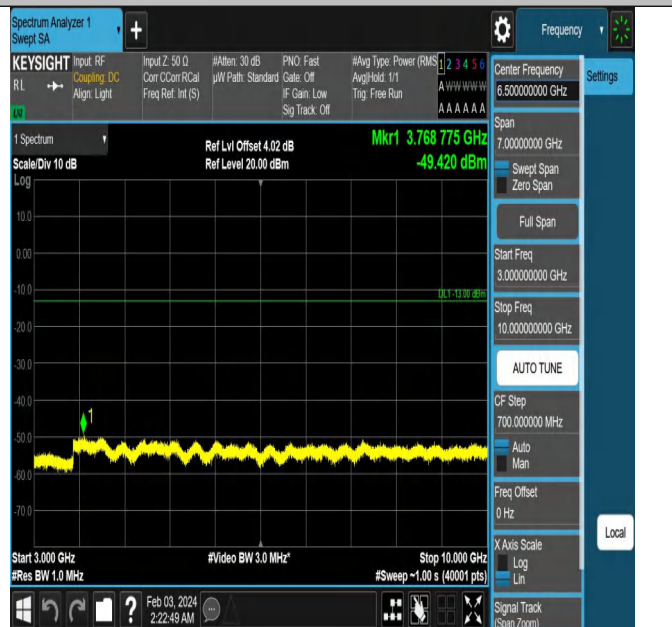 Spectrum Analyzer 1
Swept SA
+
Frequency
KEYSIGHT
RL
Input: RF
Coupling: DC
Align: Light
Input Z: 50 Ω
Corr CCorr RCal
Freq Ref: Int (S)
#Atten: 30 dB
µW Path: Standard
PNO: Fast
Gate: Off
IF Gain: Low
Sig Track: Off
#Avg Type: Power (RMS
Avg|Hold: 1/1
Trig: Free Run
1 2 3 4 5 6
A W W W W W
A A A A A A
LXI
1 Spectrum
Scale/Div 10 dB
Log
Ref Lvl Offset 4.02 dB
Ref Level 20.00 dBm
Mkr1 3.768 775 GHz
-49.420 dBm
10.0
0.00
-10.0
DL1 -13.00 dBm
-20.0
-30.0
-40.0
1
-50.0
-60.0
-70.0
Start 3.000 GHz
#Res BW 1.0 MHz
#Video BW 3.0 MHz*
Stop 10.000 GHz
#Sweep ~1.00 s (40001 pts)
Center Frequency
6.500000000 GHz
Settings
Span
7.00000000 GHz
Swept Span
Zero Span
Full Span
Start Freq
3.000000000 GHz
Stop Freq
10.000000000 GHz
AUTO TUNE
CF Step
700.000000 MHz
Auto
Man
Freq Offset
0 Hz
Local
X Axis Scale
Log
Lin
Signal Track
(Span Zoom)
?
Feb 03, 2024
2:22:49 AM